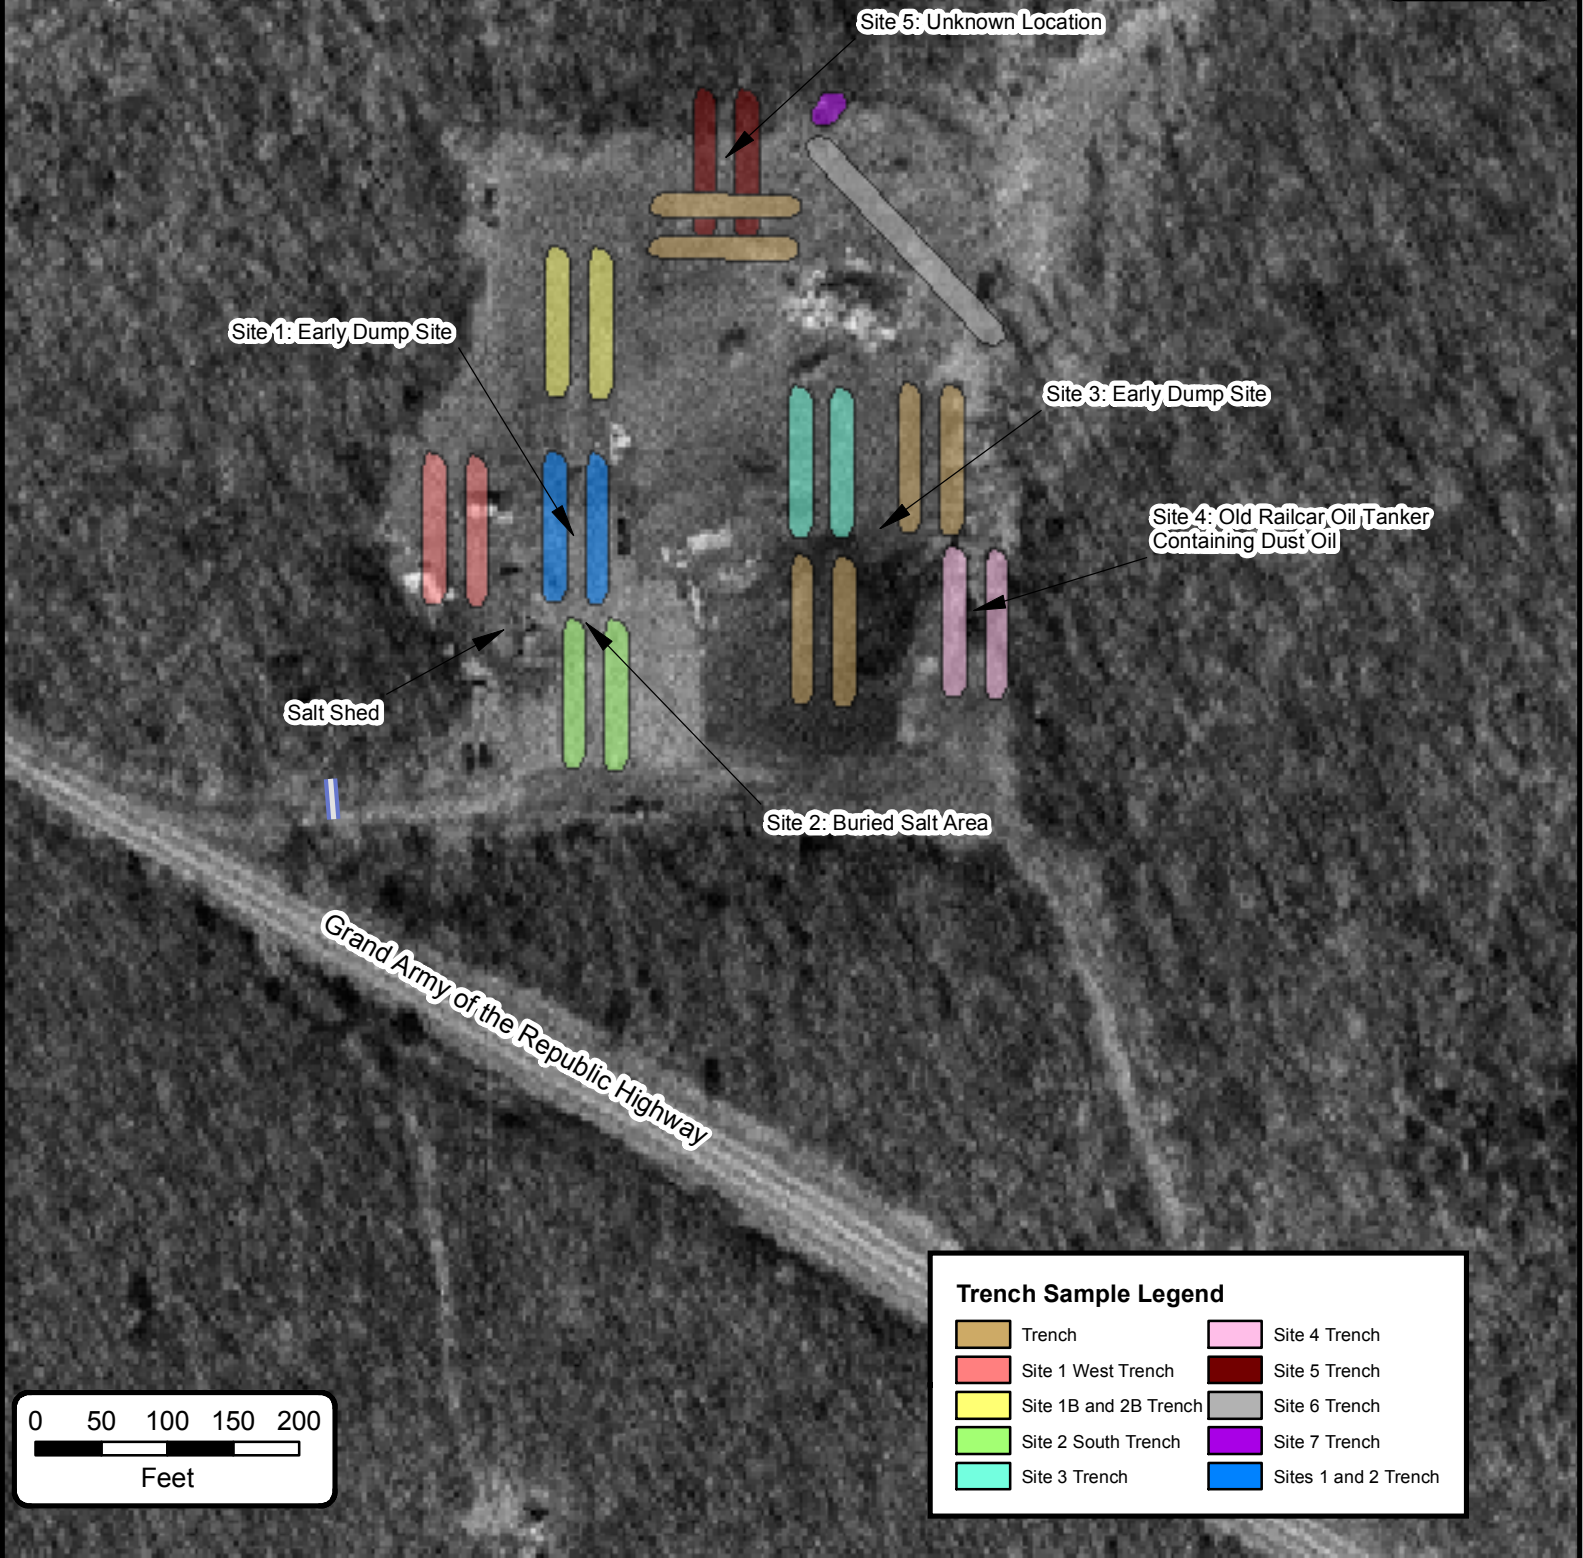 Site 5: Unknown Location
Site 1: Early Dump Site
Site 3: Early Dump Site
Site 4: Old Railcar Oil Tanker
Containing Dust Oil
Salt Shed
Site 2: Buried Salt Area
Grand Army of the Republic Highway
Trench Sample Legend
Trench
Site 1 West Trench
Site 1B and 2B Trench
Site 2 South Trench
Site 3 Trench
Site 4 Trench
Site 5 Trench
Site 6 Trench
Site 7 Trench
Sites 1 and 2 Trench
0 50 100 150 200
Feet